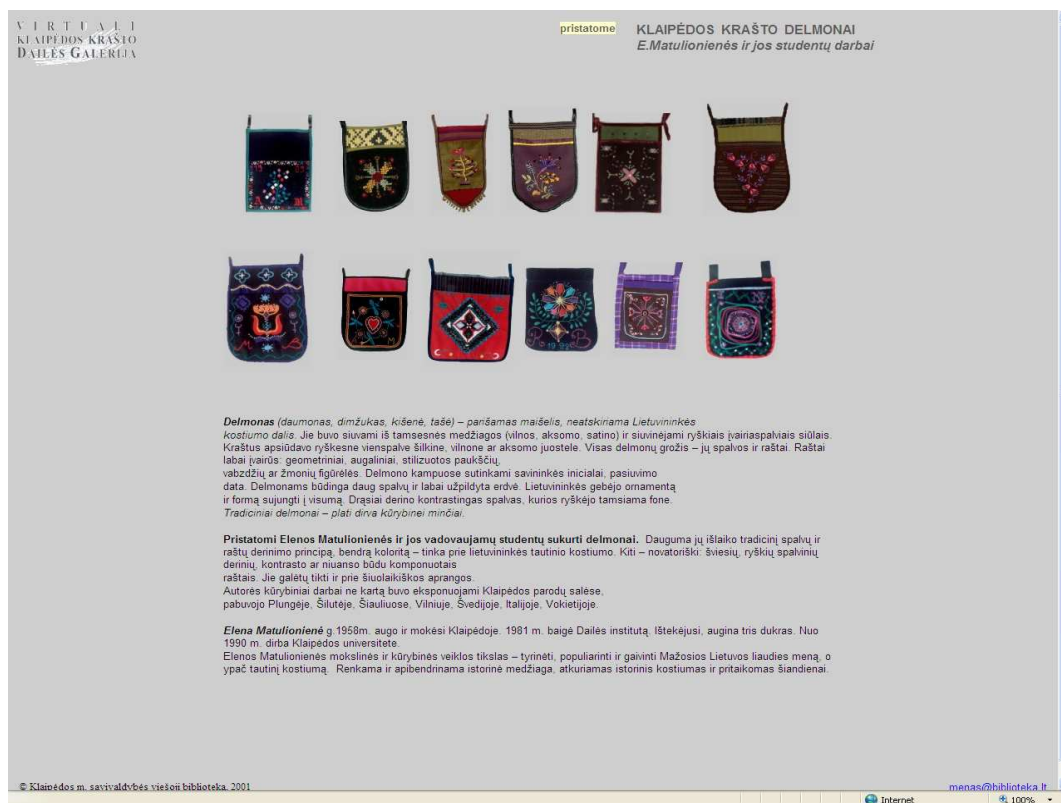 VIRTUALI
KLAIPĖDOS KRAŠTO
DAILĖS GALERIJA
pristatome
KLAIPĖDOS KRAŠTO DELMONAI
E.Matulionienės ir jos studentų darbai
Delmonas (daumonas, dimžukas, kišenė, tašė) – parišamas maišelis, neatskiriama Lietuvininkės
kostiumo dalis. Jie buvo siuvami iš tamsesnės medžiagos (vilnos, aksomo, satino) ir siuvinėjami ryškiais įvairiaspalviais siūlais.
Kraštus apsiūdavo ryškesne vienspalve šilkine, vilnone ar aksomo juostele. Visas delmonų grožis – jų spalvos ir raštai. Raštai
labai įvairūs: geometriniai, augaliniai, stilizuotos paukščių,
vabzdžių ar žmonių figūrėlės. Delmono kampuose sutinkami savininkės inicialai, pasiuvimo
data. Delmonams būdinga daug spalvų ir labai užpildyta erdvė. Lietuvininkės gebėjo ornamentą
ir formą sujungti į visumą. Drąsiai derino kontrastingas spalvas, kurios ryškėjo tamsiama fone.
Tradiciniai delmonai – plati dirva kūrybinei minčiai.
Pristatomi Elenos Matulionienės ir jos vadovaujamų studentų sukurti delmonai. Dauguma jų išlaiko tradicinį spalvų ir
raštų derinimo principą, bendrą koloritą – tinka prie lietuvininkės tautinio kostiumo. Kiti – novatoriški: šviesių, ryškių spalvinių
derinių, kontrasto ar niuanso būdu komponuotais
raštais. Jie galėtų tikti ir prie šiuolaikiškos aprangos.
Autorės kūrybiniai darbai ne kartą buvo eksponuojami Klaipėdos parodų salėse,
pabuvojo Plungėje, Šilutėje, Šiauliuose, Vilniuje, Švedijoje, Italijoje, Vokietijoje.
Elena Matulionienė g.1958m. augo ir mokėsi Klaipėdoje. 1981 m. baigė Dailės institutą. Ištekėjusi, augina tris dukras. Nuo
1990 m. dirba Klaipėdos universitete.
Elenos Matulionienės mokslinės ir kūrybinės veiklos tikslas – tyrinėti, populiarinti ir gaivinti Mažosios Lietuvos liaudies meną, o
ypač tautinį kostiumą. Renkama ir apibendrinama istorinė medžiaga, atkuriamas istorinis kostiumas ir pritaikomas šiandienai.
© Klaipėdos m. savivaldybės viešoji biblioteka, 2001
menas@biblioteka.lt
Internet
100%